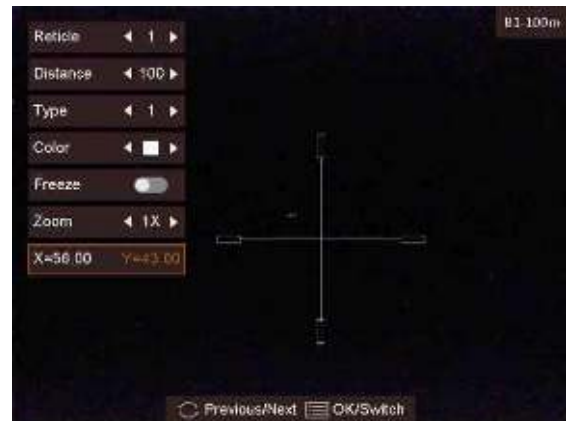 B1-100m
Reticle 1
Distance 100
Type 1
Color
Freeze
Zoom 1X
X=56.00 Y=43.00
Previous/Next OK/Switch